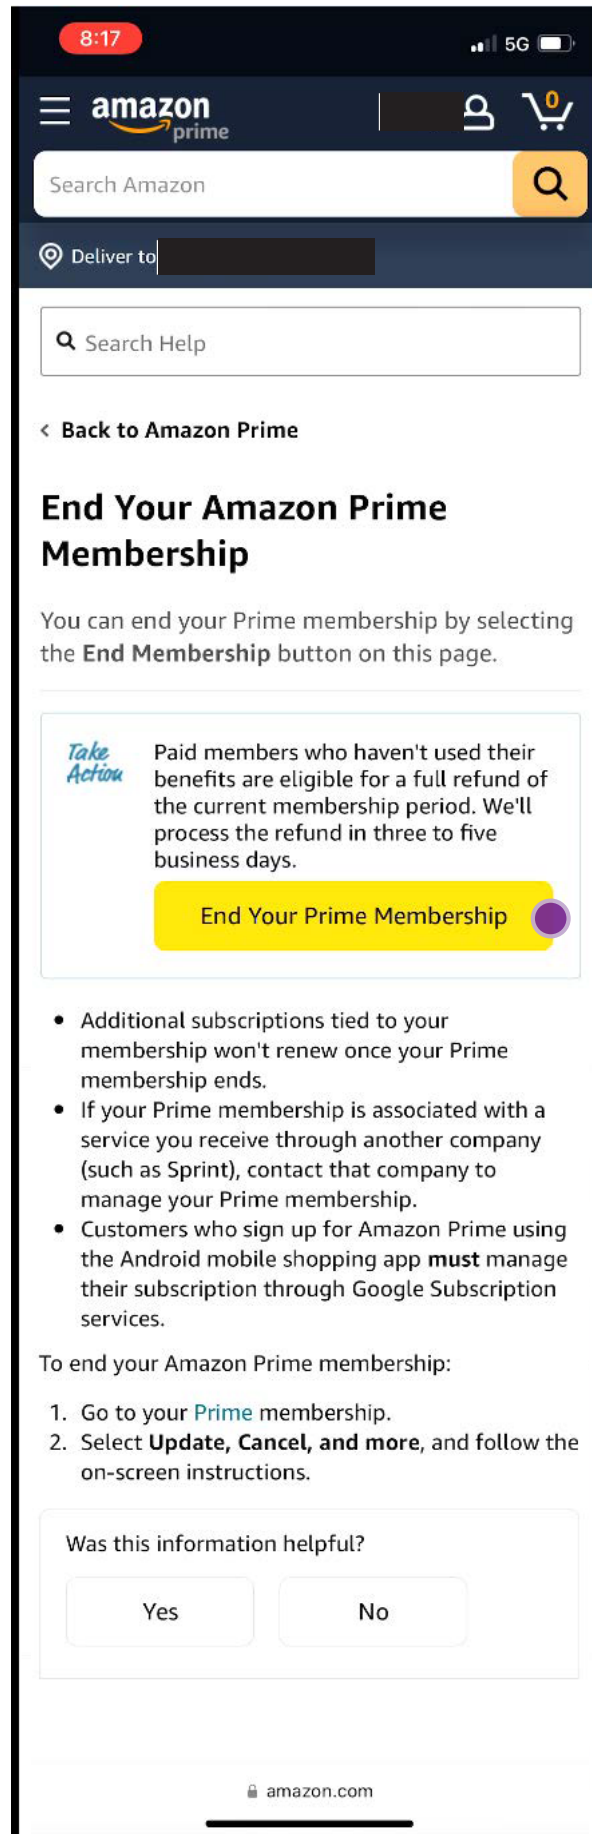 8:17
5G
amazon
prime
0
Search Amazon
Deliver to
Search Help
Back to Amazon Prime
End Your Amazon Prime
Membership
You can end your Prime membership by selecting
the End Membership button on this page.
Take
Action
Paid members who haven't used their
benefits are eligible for a full refund of
the current membership period. We'll
process the refund in three to five
business days.
End Your Prime Membership
• Additional subscriptions tied to your
membership won't renew once your Prime
membership ends.
• If your Prime membership is associated with a
service you receive through another company
(such as Sprint), contact that company to
manage your Prime membership.
• Customers who sign up for Amazon Prime using
the Android mobile shopping app must manage
their subscription through Google Subscription
services.
To end your Amazon Prime membership:
1. Go to your Prime membership.
2. Select Update, Cancel, and more, and follow the
on-screen instructions.
Was this information helpful?
Yes
No
amazon.com